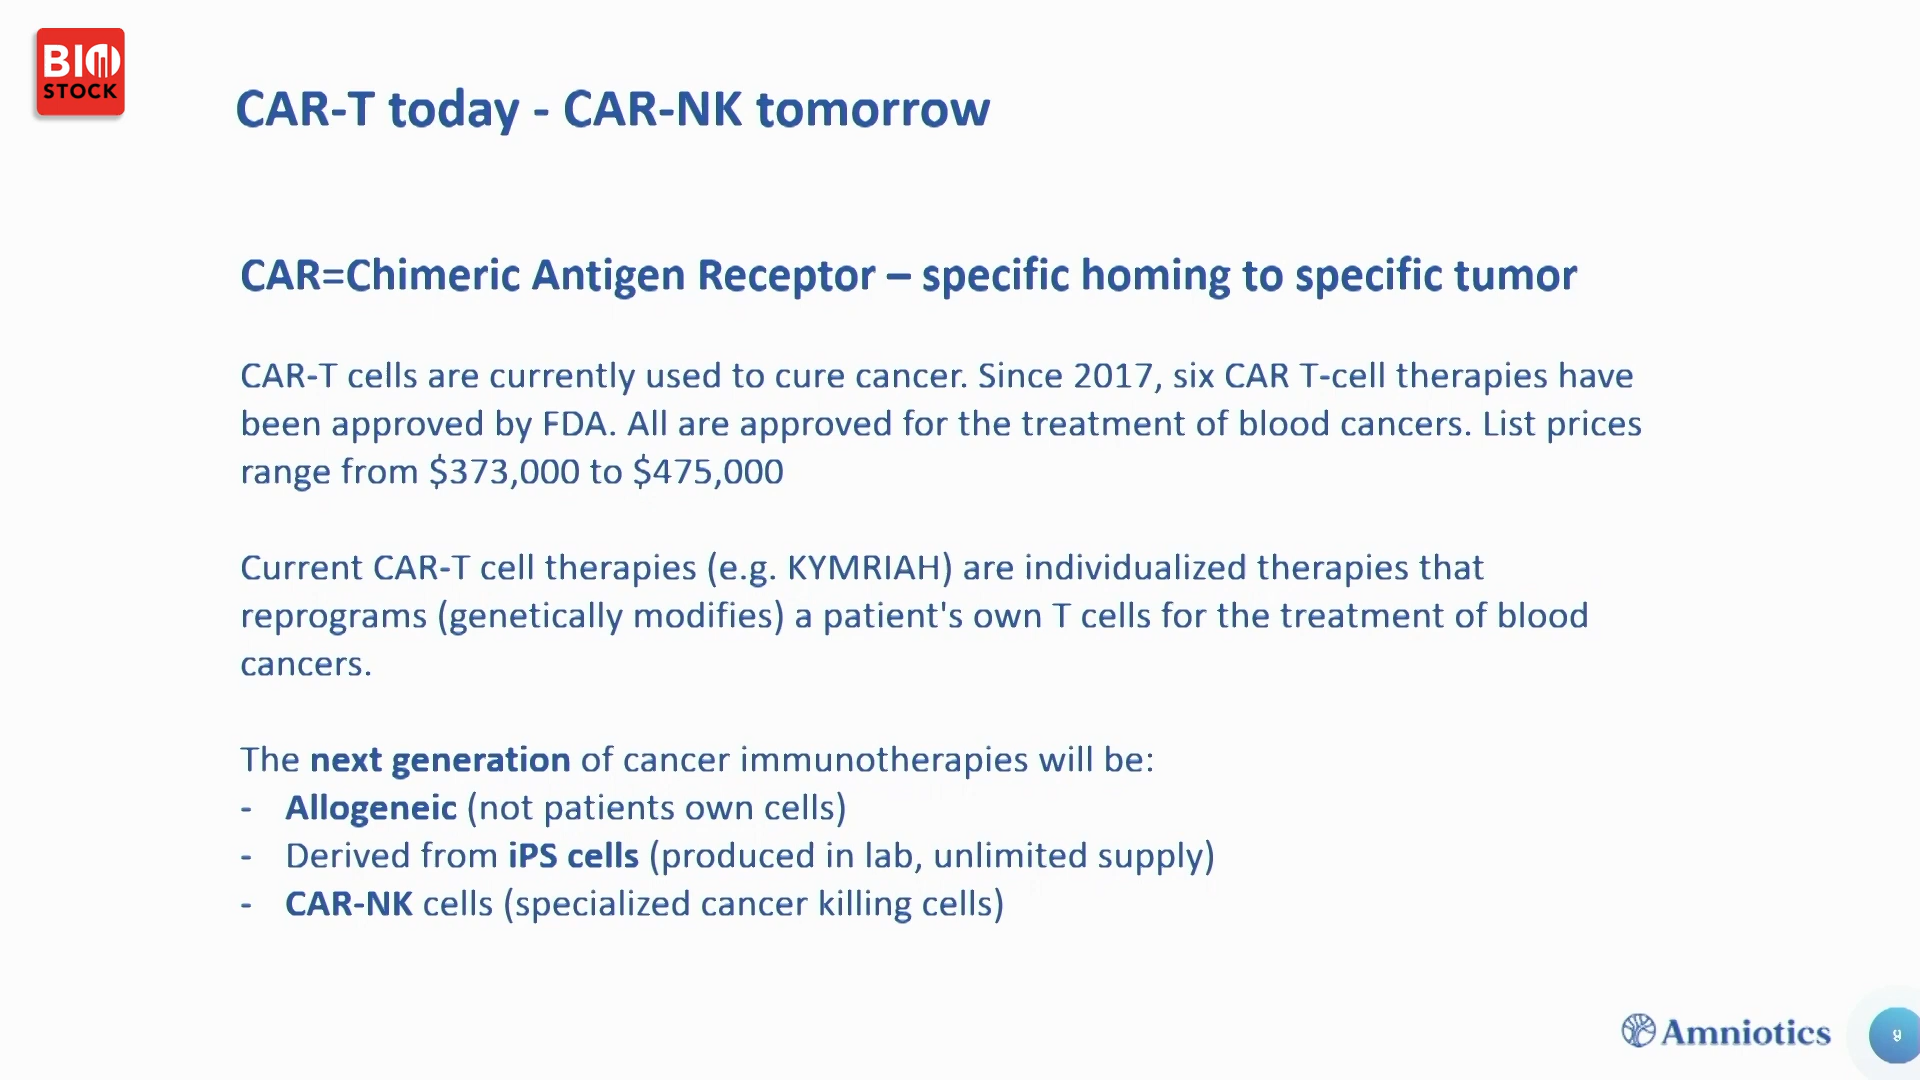 BIO
STOCK
CAR-T today - CAR-NK tomorrow
CAR=Chimeric Antigen Receptor – specific homing to specific tumor
CAR-T cells are currently used to cure cancer. Since 2017, six CAR T-cell therapies have
been approved by FDA. All are approved for the treatment of blood cancers. List prices
range from $373,000 to $475,000
Current CAR-T cell therapies (e.g. KYMRIAH) are individualized therapies that
reprograms (genetically modifies) a patient's own T cells for the treatment of blood
cancers.
The next generation of cancer immunotherapies will be:
- Allogeneic (not patients own cells)
- Derived from iPS cells (produced in lab, unlimited supply)
- CAR-NK cells (specialized cancer killing cells)
Amniotics
9